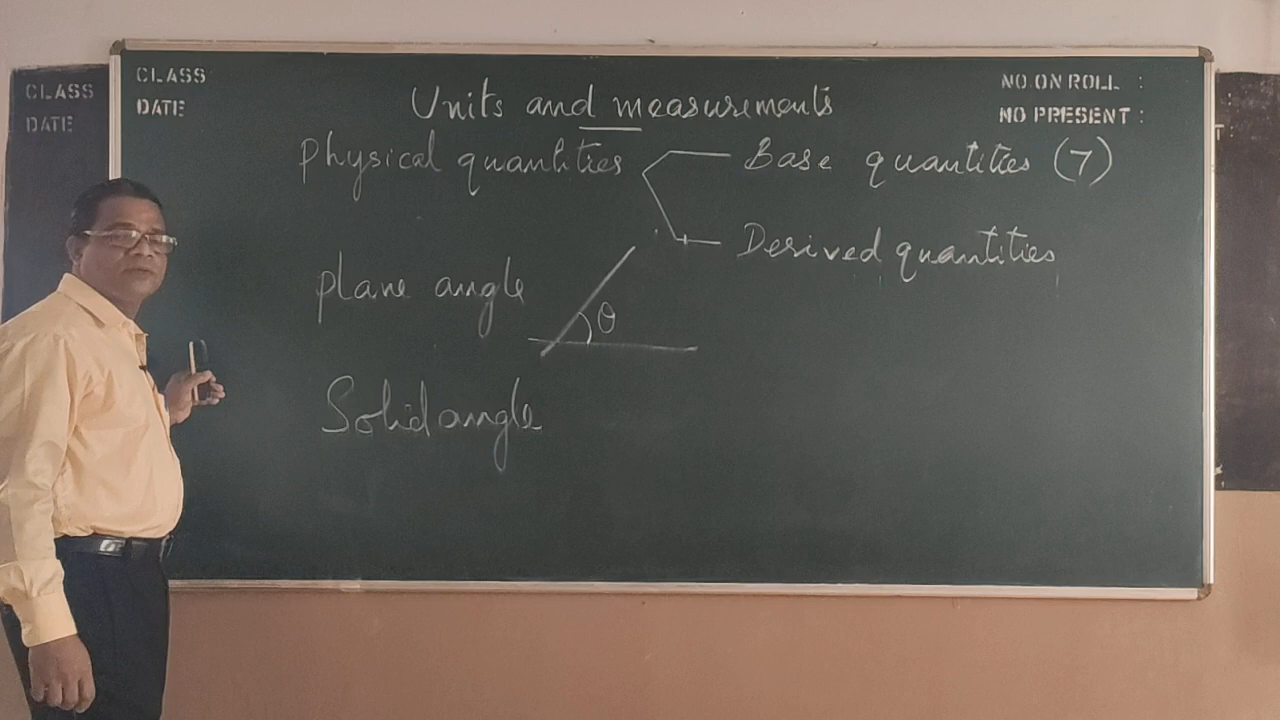 CLASS
DATE
CLASS
DATE
NO ON ROLL :
NO PRESENT :
T :
Units and measurements
Physical quantities
Base quantities (7)
Derived quantities
plane angle
θ
Solid angle